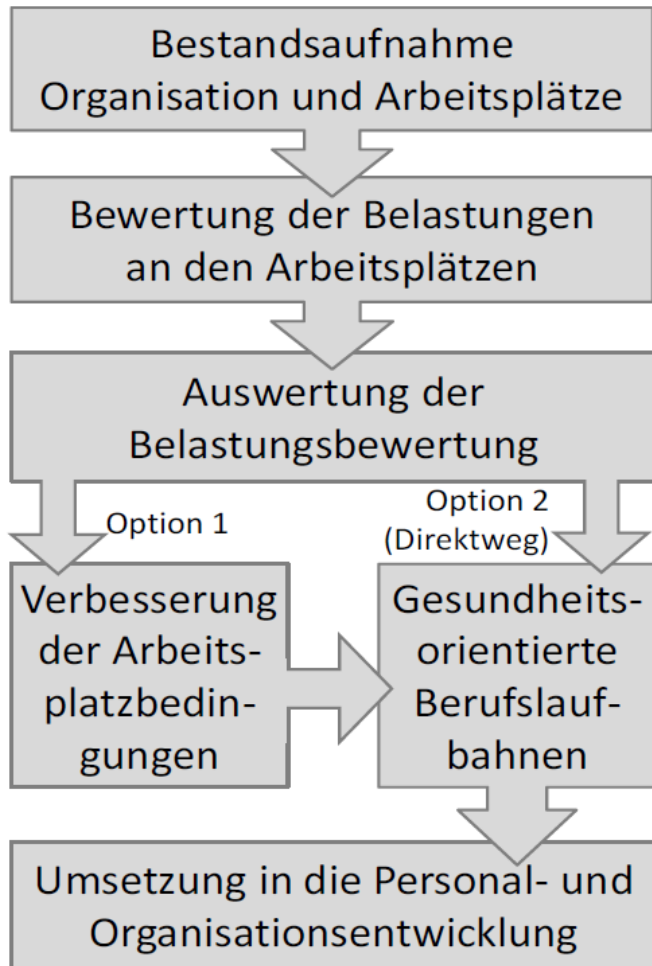 Bestandsaufnahme
Organisation und Arbeitsplätze
Bewertung der Belastungen
an den Arbeitsplätzen
Auswertung der
Belastungsbewertung
Option 1
Option 2
(Direktweg)
Verbesserung
der Arbeits-
platzbedin-
gungen
Gesundheits-
orientierte
Berufslauf-
bahnen
Umsetzung in die Personal- und
Organisationsentwicklung